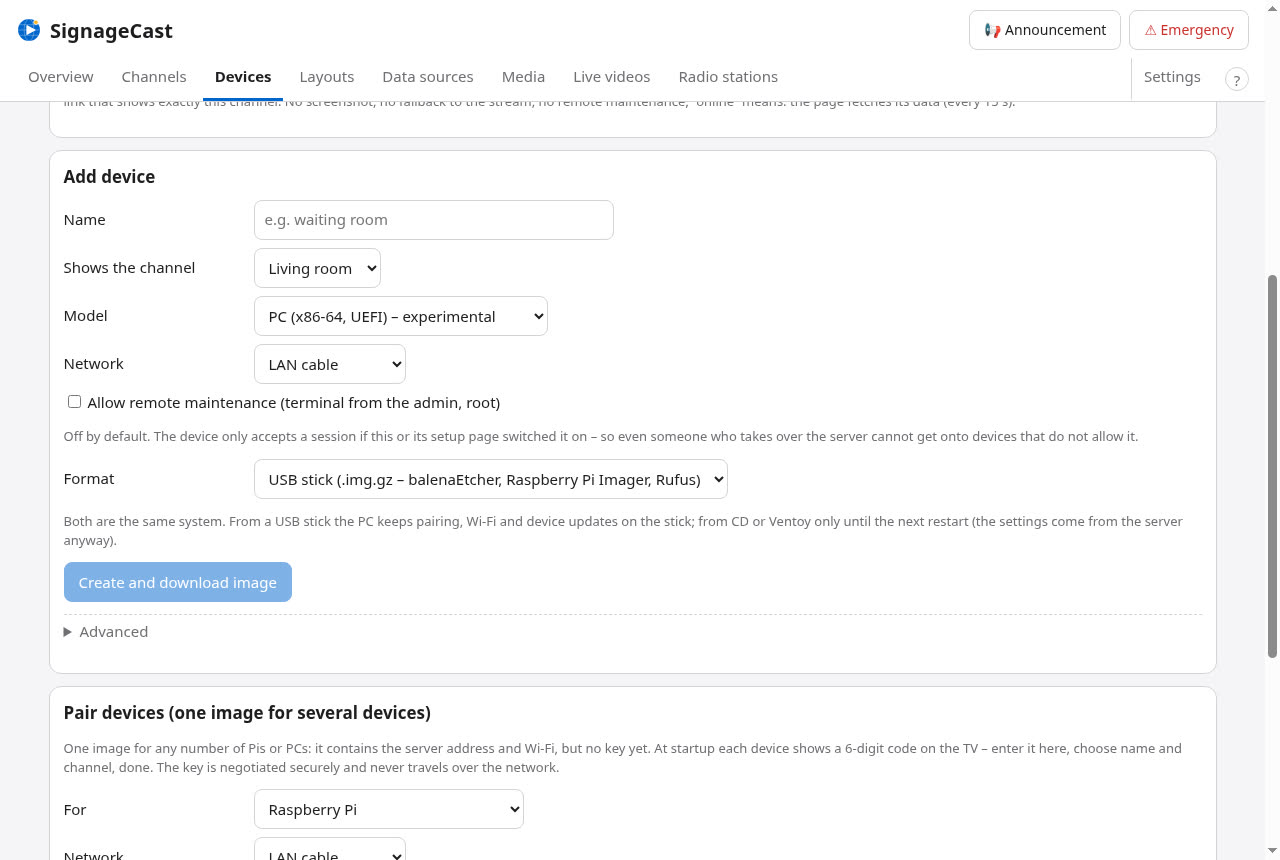 SignageCast
📢 Announcement
⚠ Emergency
Overview
Channels
Devices
Layouts
Data sources
Media
Live videos
Radio stations
Settings
?
link that shows exactly this channel. No screenshot, no fallback to the stream, no remote maintenance; "online" means: the page fetches its data (every 15 s).
Add device
Name
e.g. waiting room
Shows the channel
Living room
Model
PC (x86-64, UEFI) – experimental
Network
LAN cable
Allow remote maintenance (terminal from the admin, root)
Off by default. The device only accepts a session if this or its setup page switched it on – so even someone who takes over the server cannot get onto devices that do not allow it.
Format
USB stick (.img.gz – balenaEtcher, Raspberry Pi Imager, Rufus)
Both are the same system. From a USB stick the PC keeps pairing, Wi-Fi and device updates on the stick; from CD or Ventoy only until the next restart (the settings come from the server
anyway).
Create and download image
Advanced
Pair devices (one image for several devices)
One image for any number of Pis or PCs: it contains the server address and Wi-Fi, but no key yet. At startup each device shows a 6-digit code on the TV – enter it here, choose name and
channel, done. The key is negotiated securely and never travels over the network.
For
Raspberry Pi
Network
LAN cable